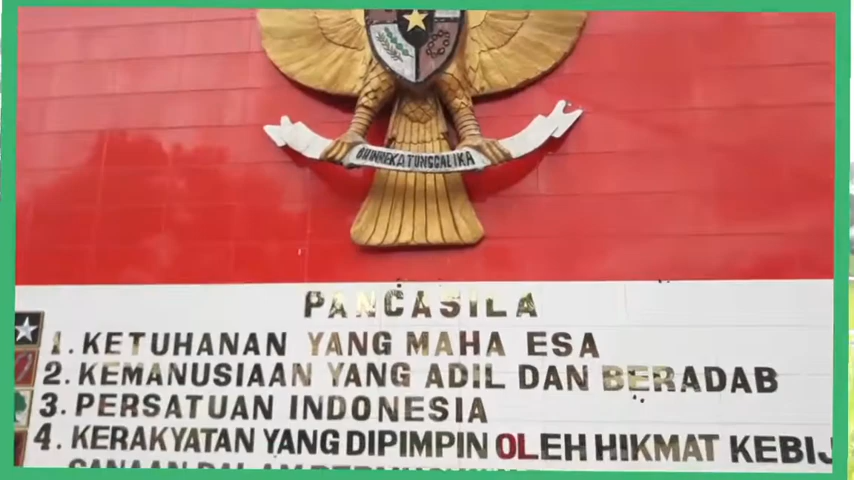 BHINNEKA TUNGGAL IKA
PANCASILA
1. KETUHANAN YANG MAHA ESA
2. KEMANUSIAAN YANG ADIL DAN BERADAB
3. PERSATUAN INDONESIA
4. KERAKYATAN YANG DIPIMPIN OLEH HIKMAT KEBIJ